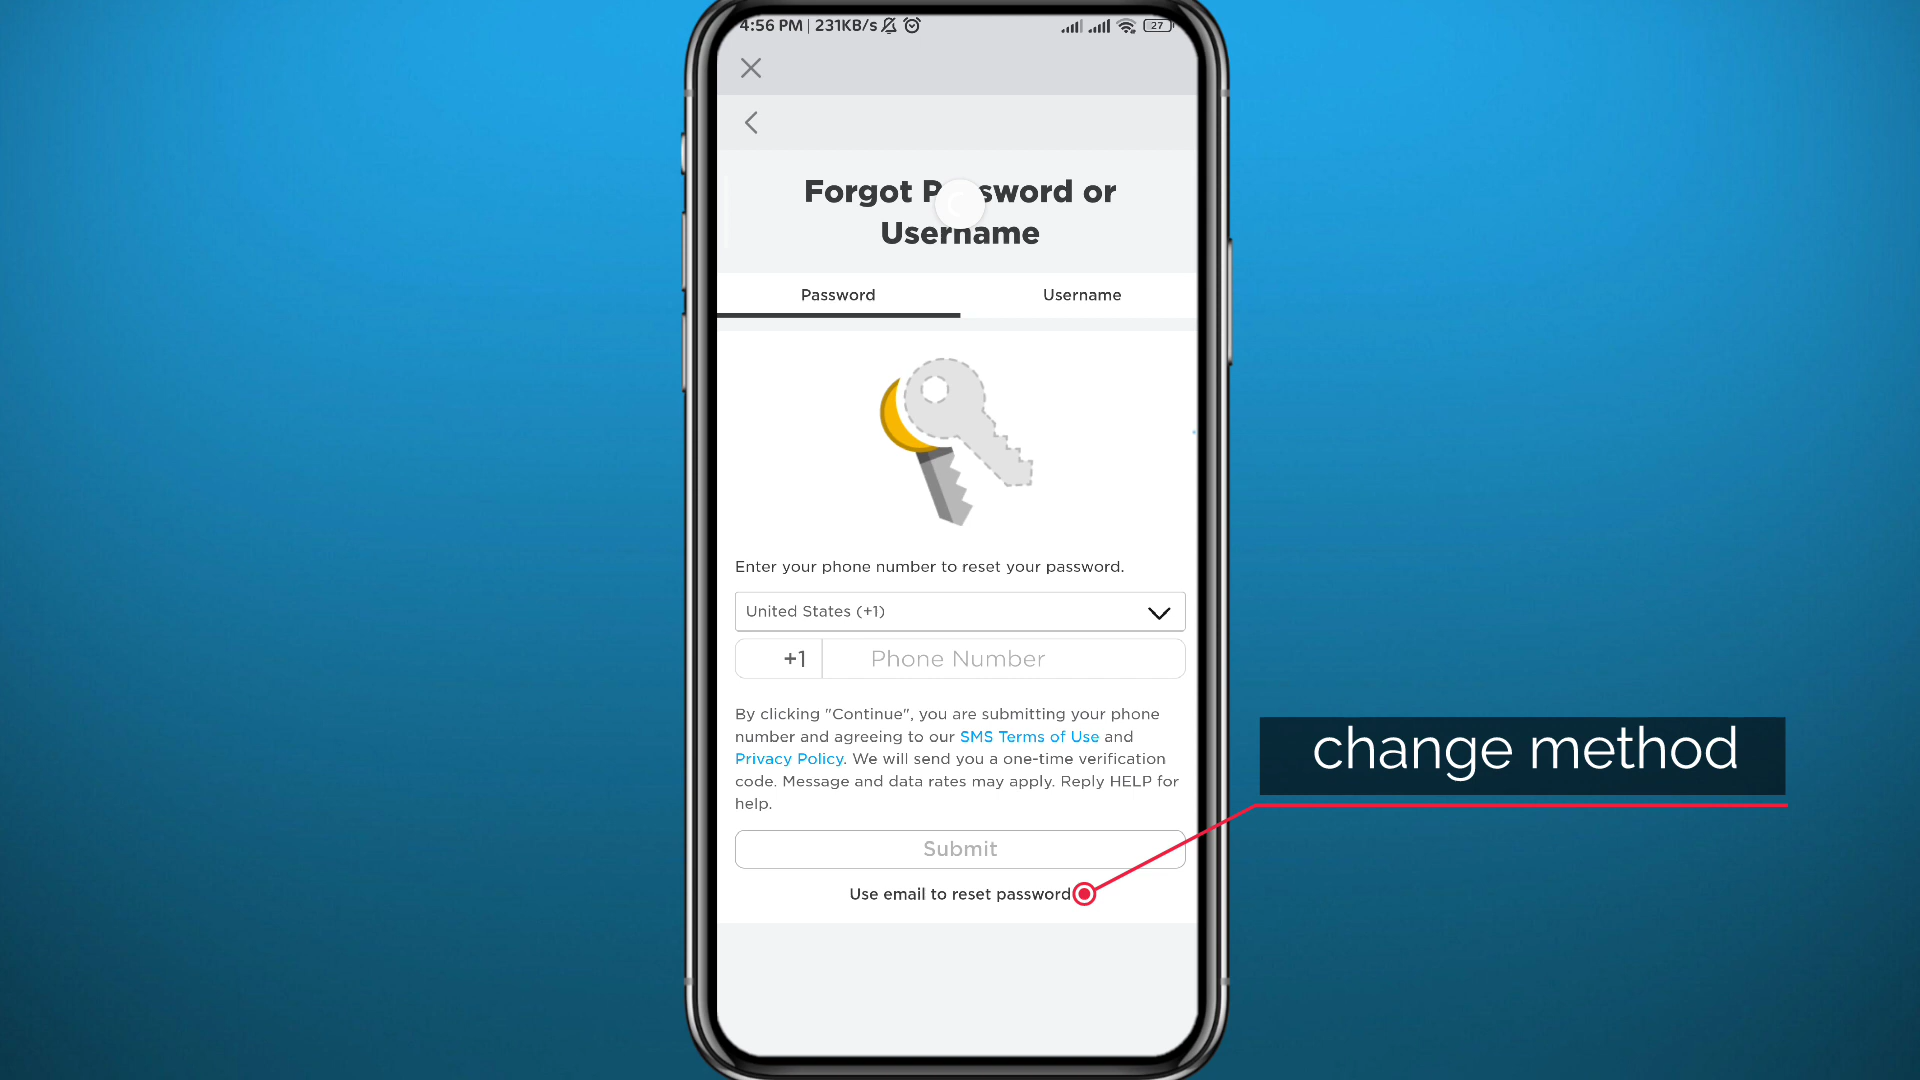 4:56 PM | 231KB/s
27
Forgot Password or
Username
Password
Username
Enter your phone number to reset your password.
United States (+1)
+1
Phone Number
By clicking "Continue", you are submitting your phone
number and agreeing to our SMS Terms of Use and
Privacy Policy. We will send you a one-time verification
code. Message and data rates may apply. Reply HELP for
help.
Submit
Use email to reset password
change method